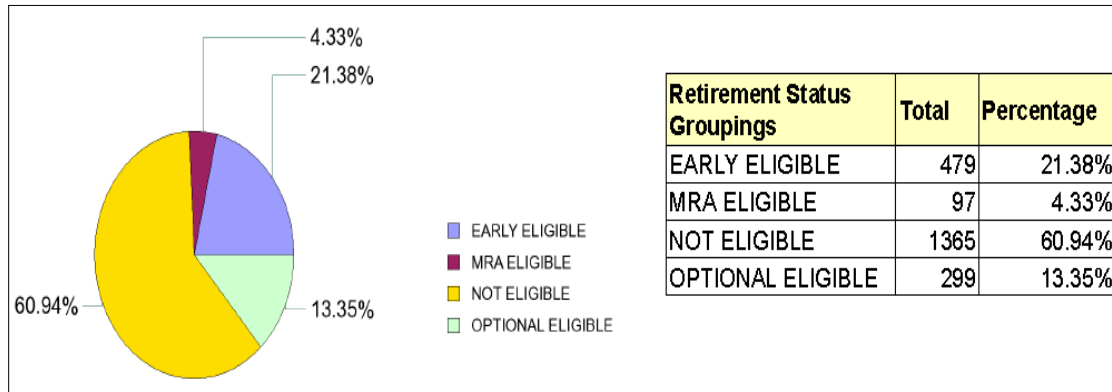 4.33%
21.38%
60.94%
13.35%
EARLY ELIGIBLE
MRA ELIGIBLE
NOT ELIGIBLE
OPTIONAL ELIGIBLE
Retirement Status Groupings Total Percentage
EARLY ELIGIBLE 479 21.38%
MRA ELIGIBLE 97 4.33%
NOT ELIGIBLE 1365 60.94%
OPTIONAL ELIGIBLE 299 13.35%